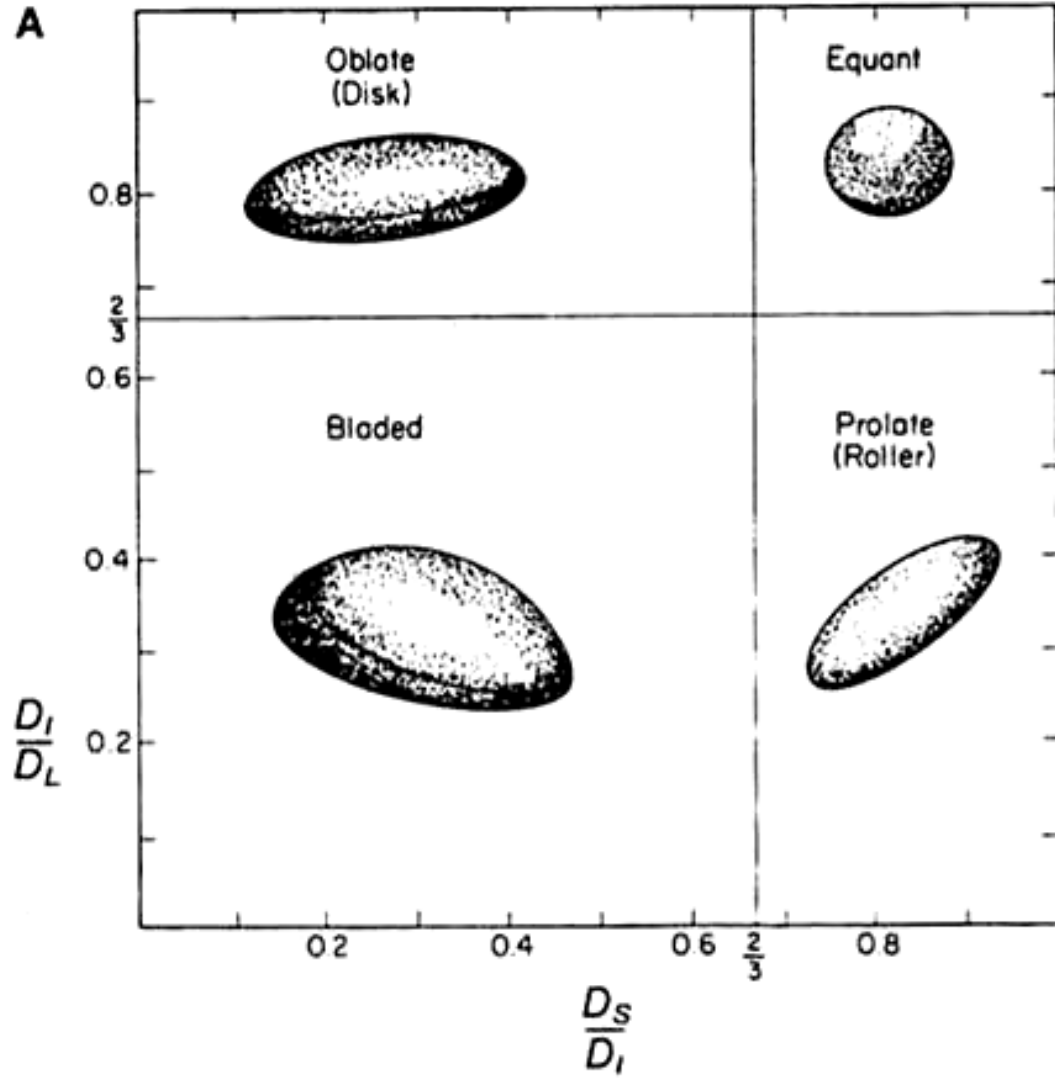 A
Oblate
(Disk)
Equant
0.8
2
3
0.6
Bladed
Prolate
(Roller)
0.4
D_I
D_L
0.2
0.2
0.4
0.6
2
3
0.8
D_S
D_I